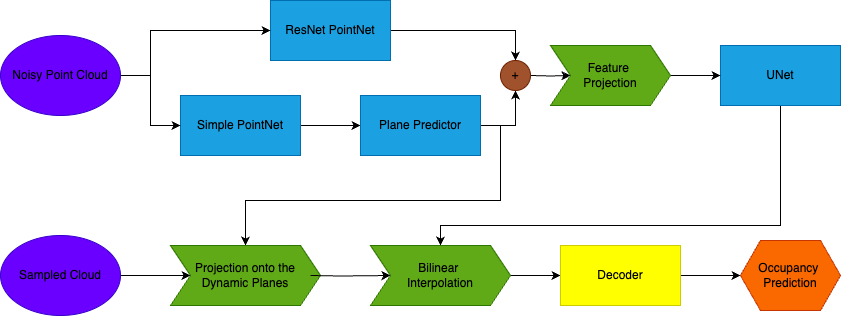 ResNet PointNet
Noisy Point Cloud
+
Feature
Projection
UNet
Simple PointNet
Plane Predictor
Sampled Cloud
Projection onto the
Dynamic Planes
Bilinear
Interpolation
Decoder
Occupancy
Prediction